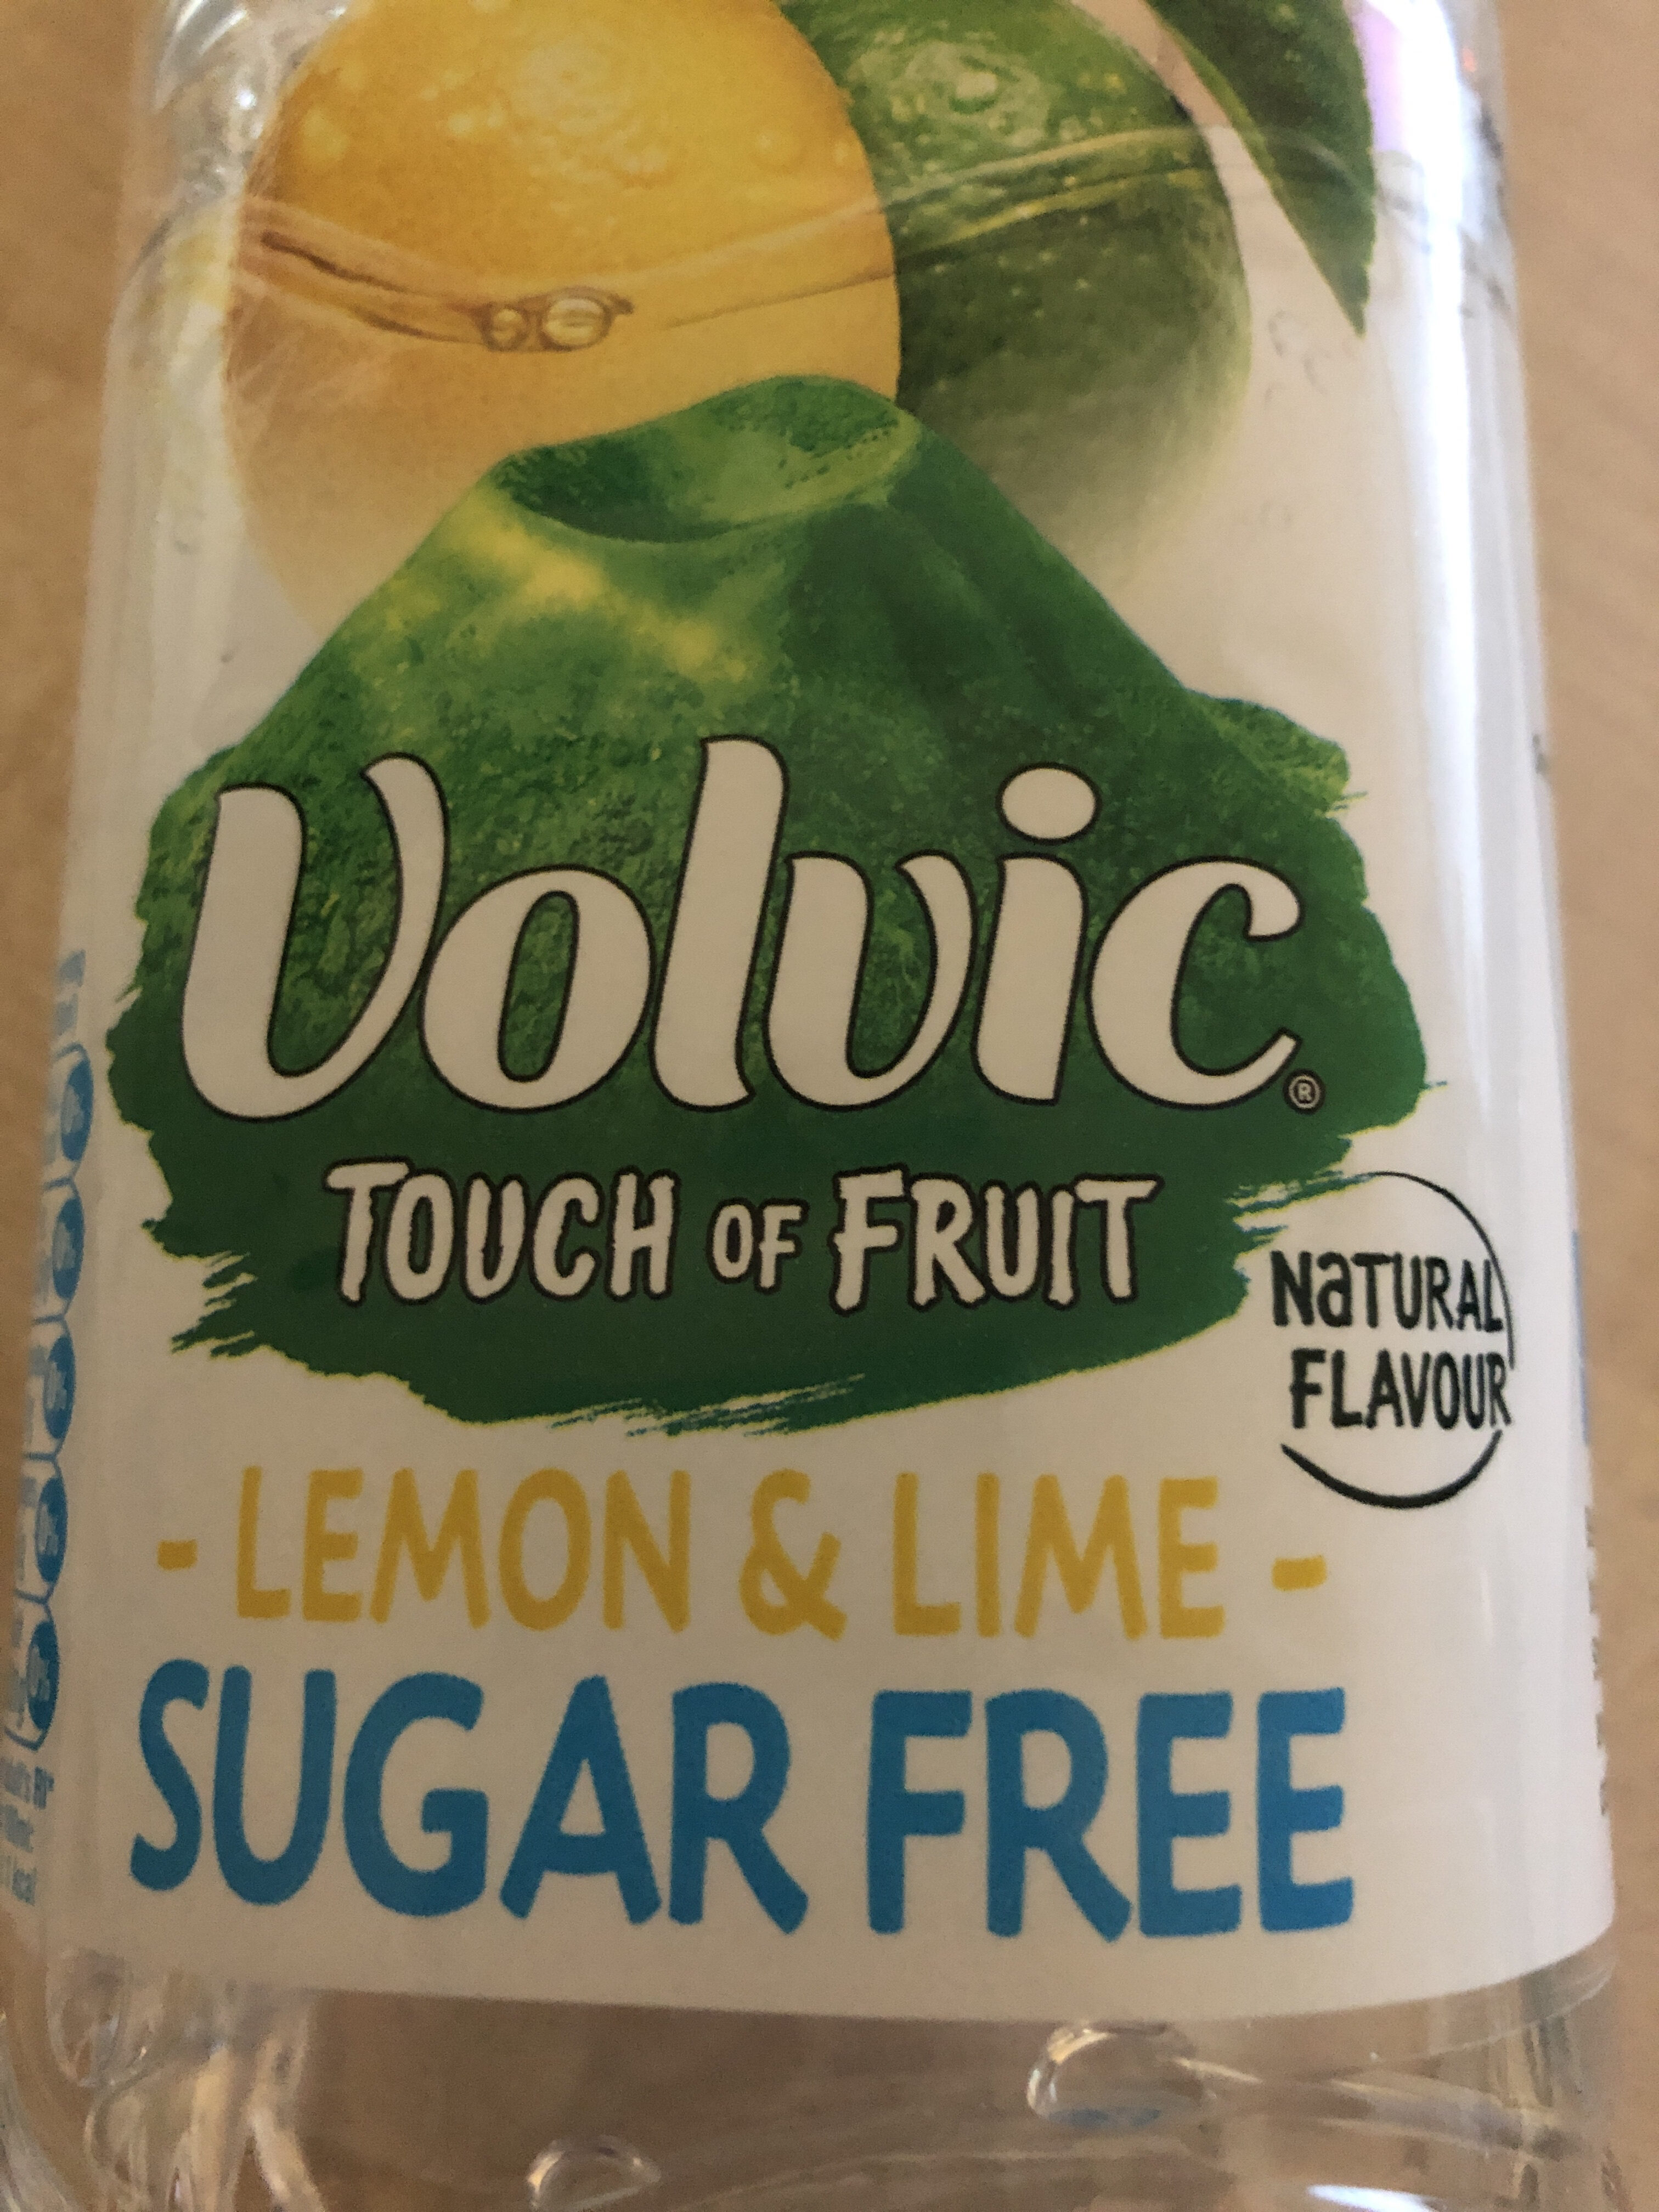 Volvic®
TOUCH OF FRUIT
NaTURAL
FLAVOUR
- LEMON & LIME -
SUGAR FREE